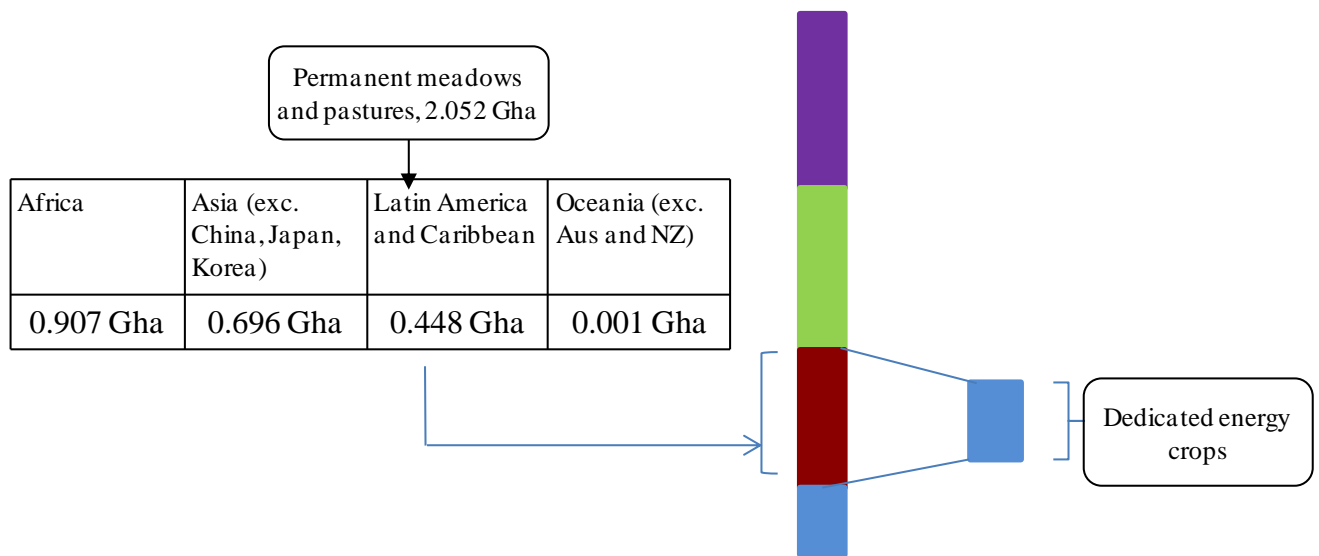 Permanent meadows
and pastures, 2.052 Gha
Africa
Asia (exc.
China, Japan,
Korea)
Latin America
and Caribbean
Oceania (exc.
Aus and NZ)
0.907 Gha
0.696 Gha
0.448 Gha
0.001 Gha
Dedicated energy
crops